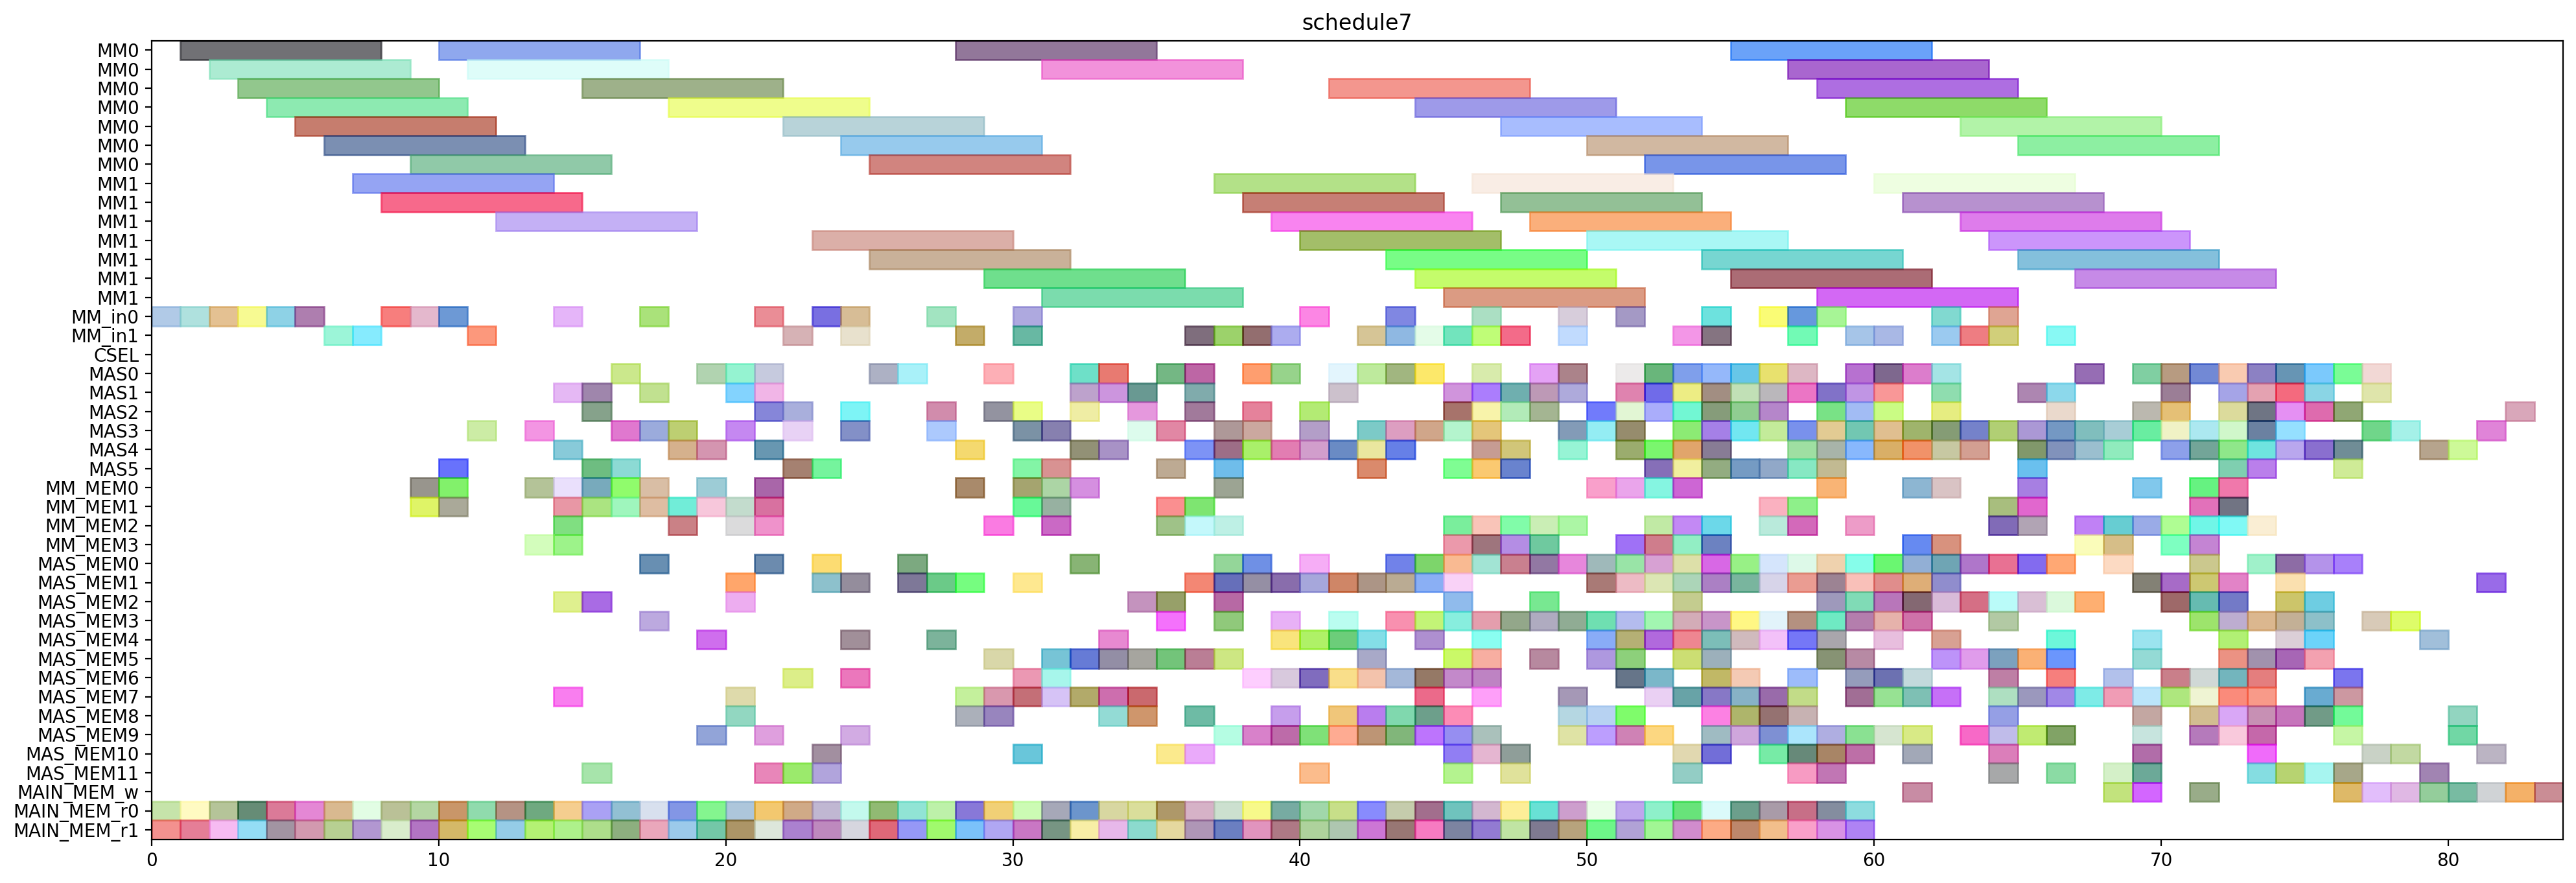 schedule7
MM0
MM0
MM0
MM0
MM0
MM0
MM0
MM1
MM1
MM1
MM1
MM1
MM1
MM1
MM_in0
MM_in1
CSEL
MAS0
MAS1
MAS2
MAS3
MAS4
MAS5
MM_MEM0
MM_MEM1
MM_MEM2
MM_MEM3
MAS_MEM0
MAS_MEM1
MAS_MEM2
MAS_MEM3
MAS_MEM4
MAS_MEM5
MAS_MEM6
MAS_MEM7
MAS_MEM8
MAS_MEM9
MAS_MEM10
MAS_MEM11
MAIN_MEM_w
MAIN_MEM_r0
MAIN_MEM_r1
0 10 20 30 40 50 60 70 80